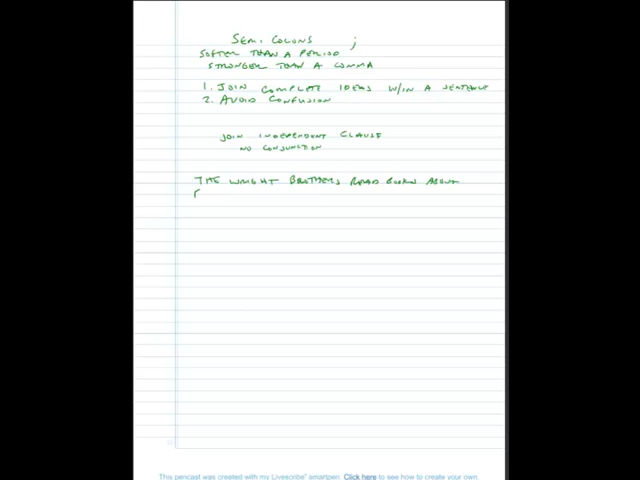 SEMI COLONS ;
SOFTER THAN A PERIOD
STRONGER THAN A COMMA
1. JOIN COMPLETE IDEAS W/IN A SENTENCE
2. AVOID CONFUSION
JOIN INDEPENDENT CLAUSE
NO CONJUNCTION
THE WRIGHT BROTHERS READ BOOKS ABOUT
This pencast was created with my Livescribe® smartpen Click here to see how to create your own.